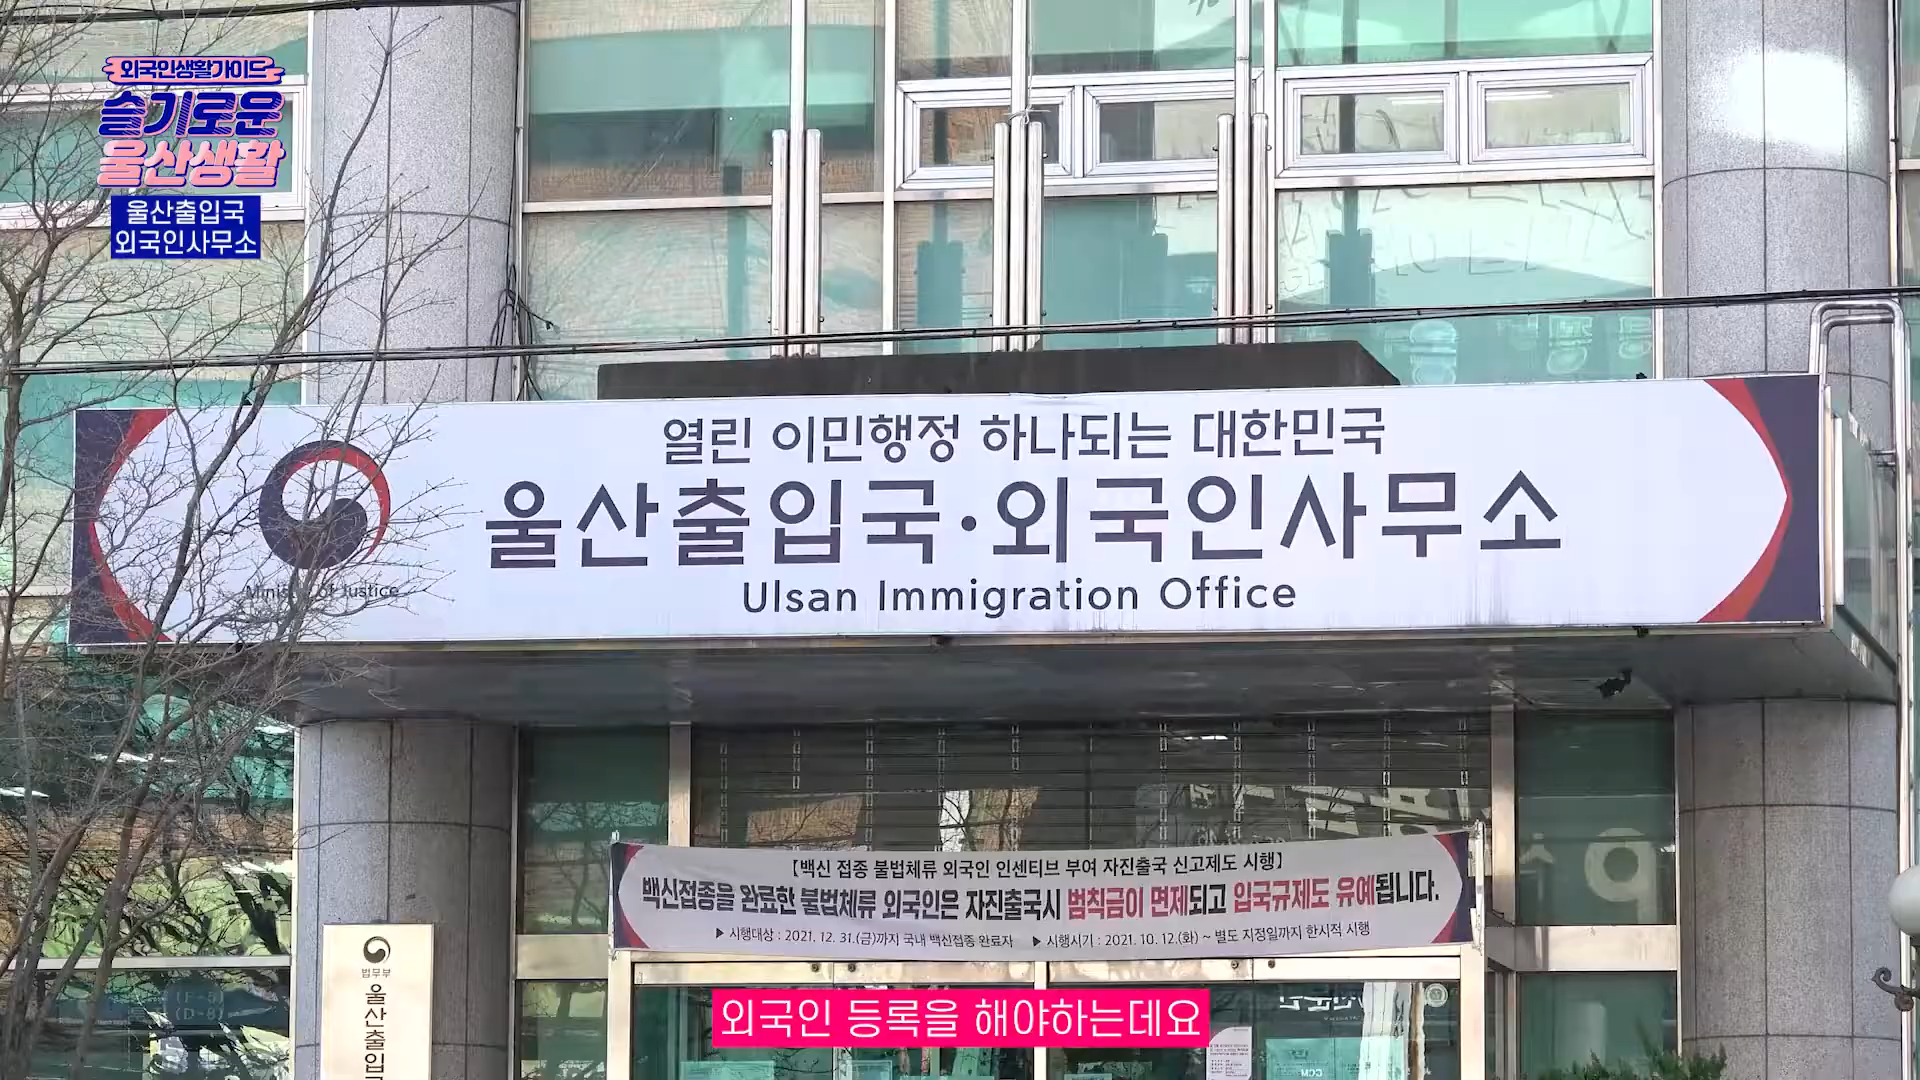 외국인생활가이드
슬기로운
울산생활
울산출입국
외국인사무소
열린 이민행정 하나되는 대한민국
울산출입국·외국인사무소
Ulsan Immigration Office
Ministry of Justice
【백신 접종 불법체류 외국인 인센티브 부여 자진출국 신고제도 시행】
백신접종을 완료한 불법체류 외국인은 자진출국시 범칙금이 면제되고 입국규제도 유예됩니다.
▶ 시행대상 : 2021. 12. 31.(금)까지 국내 백신접종 완료자 ▶ 시행시기 : 2021. 10. 12.(화) ~ 별도 지정일까지 한시적 시행
법무부
울산출입국
(F-5)
(D-8)
외국인 등록을 해야하는데요